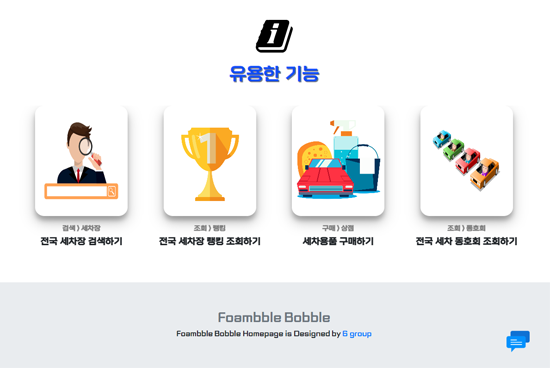 유용한 기능
1
검색 > 세차장
전국 세차장 검색하기
조회 > 랭킹
전국 세차장 랭킹 조회하기
구매 > 상점
세차용품 구매하기
조회 > 동호회
전국 세차 동호회 조회하기
Foambble Bobble
Foambble Bobble Homepage is Designed by 6 group